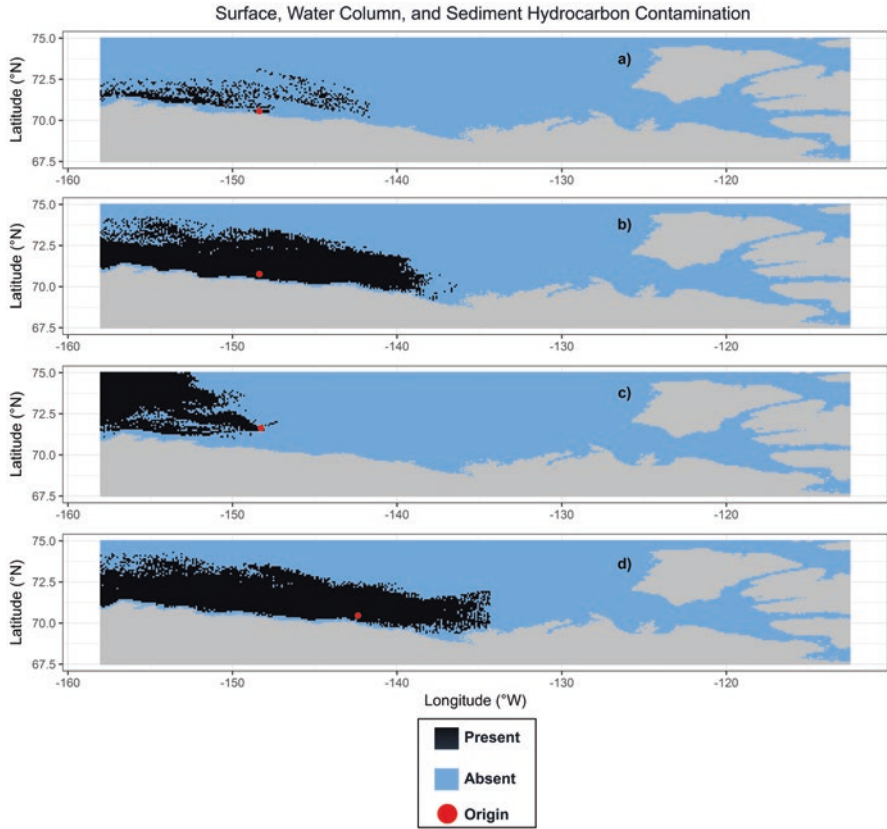 Surface, Water Column, and Sediment Hydrocarbon Contamination
75.0
72.5
70.0
67.5
Latitude (°N)
a)
-160
-150
-140
-130
-120
75.0
72.5
70.0
67.5
Latitude (°N)
b)
-160
-150
-140
-130
-120
75.0
72.5
70.0
67.5
Latitude (°N)
c)
-160
-150
-140
-130
-120
75.0
72.5
70.0
67.5
Latitude (°N)
d)
-160
-150
-140
-130
-120
Longitude (°W)
Present
Absent
Origin